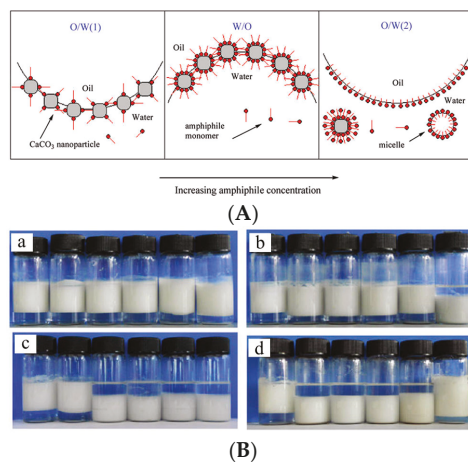 O/W(1)
W/O
O/W(2)
Oil
Water
CaCO3 nanoparticle
Oil
Water
amphiphile
monomer
Oil
Water
micelle
Increasing amphiphile concentration
(A)
a
b
c
d
(B)